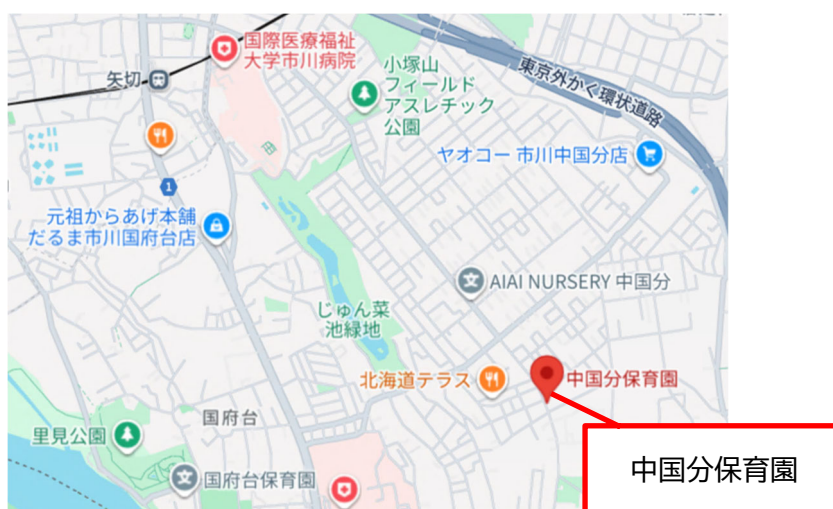 国際医療福祉
大学市川病院
矢切
小塚山
フィールド
アスレチック
公園
東京外かく環状道路
ヤオコー 市川中国分店
1
元祖からあげ本舗
だるま市川国府台店
AIAI NURSERY 中国分
じゅん菜
池緑地
北海道テラス
中国分保育園
国府台
里見公園
国府台保育園
中国分保育園